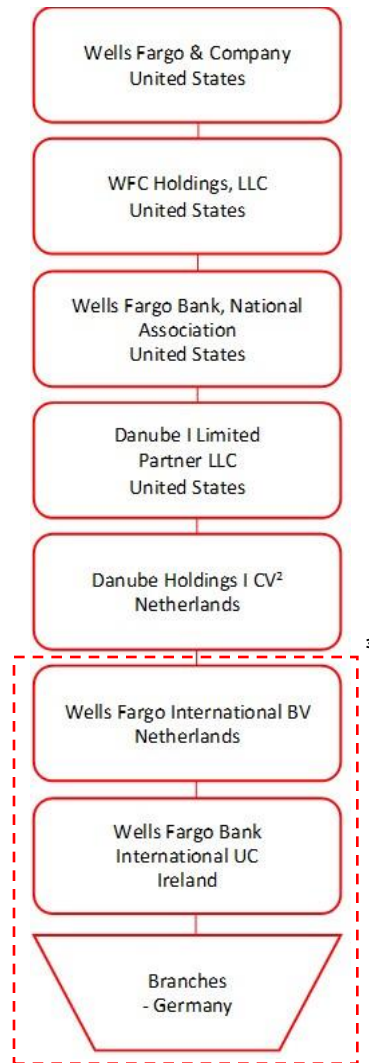 Wells Fargo & Company
United States
WFC Holdings, LLC
United States
Wells Fargo Bank, National
Association
United States
Danube I Limited
Partner LLC
United States
Danube Holdings I CV²
Netherlands
Wells Fargo International BV
Netherlands
Wells Fargo Bank
International UC
Ireland
Branches
- Germany